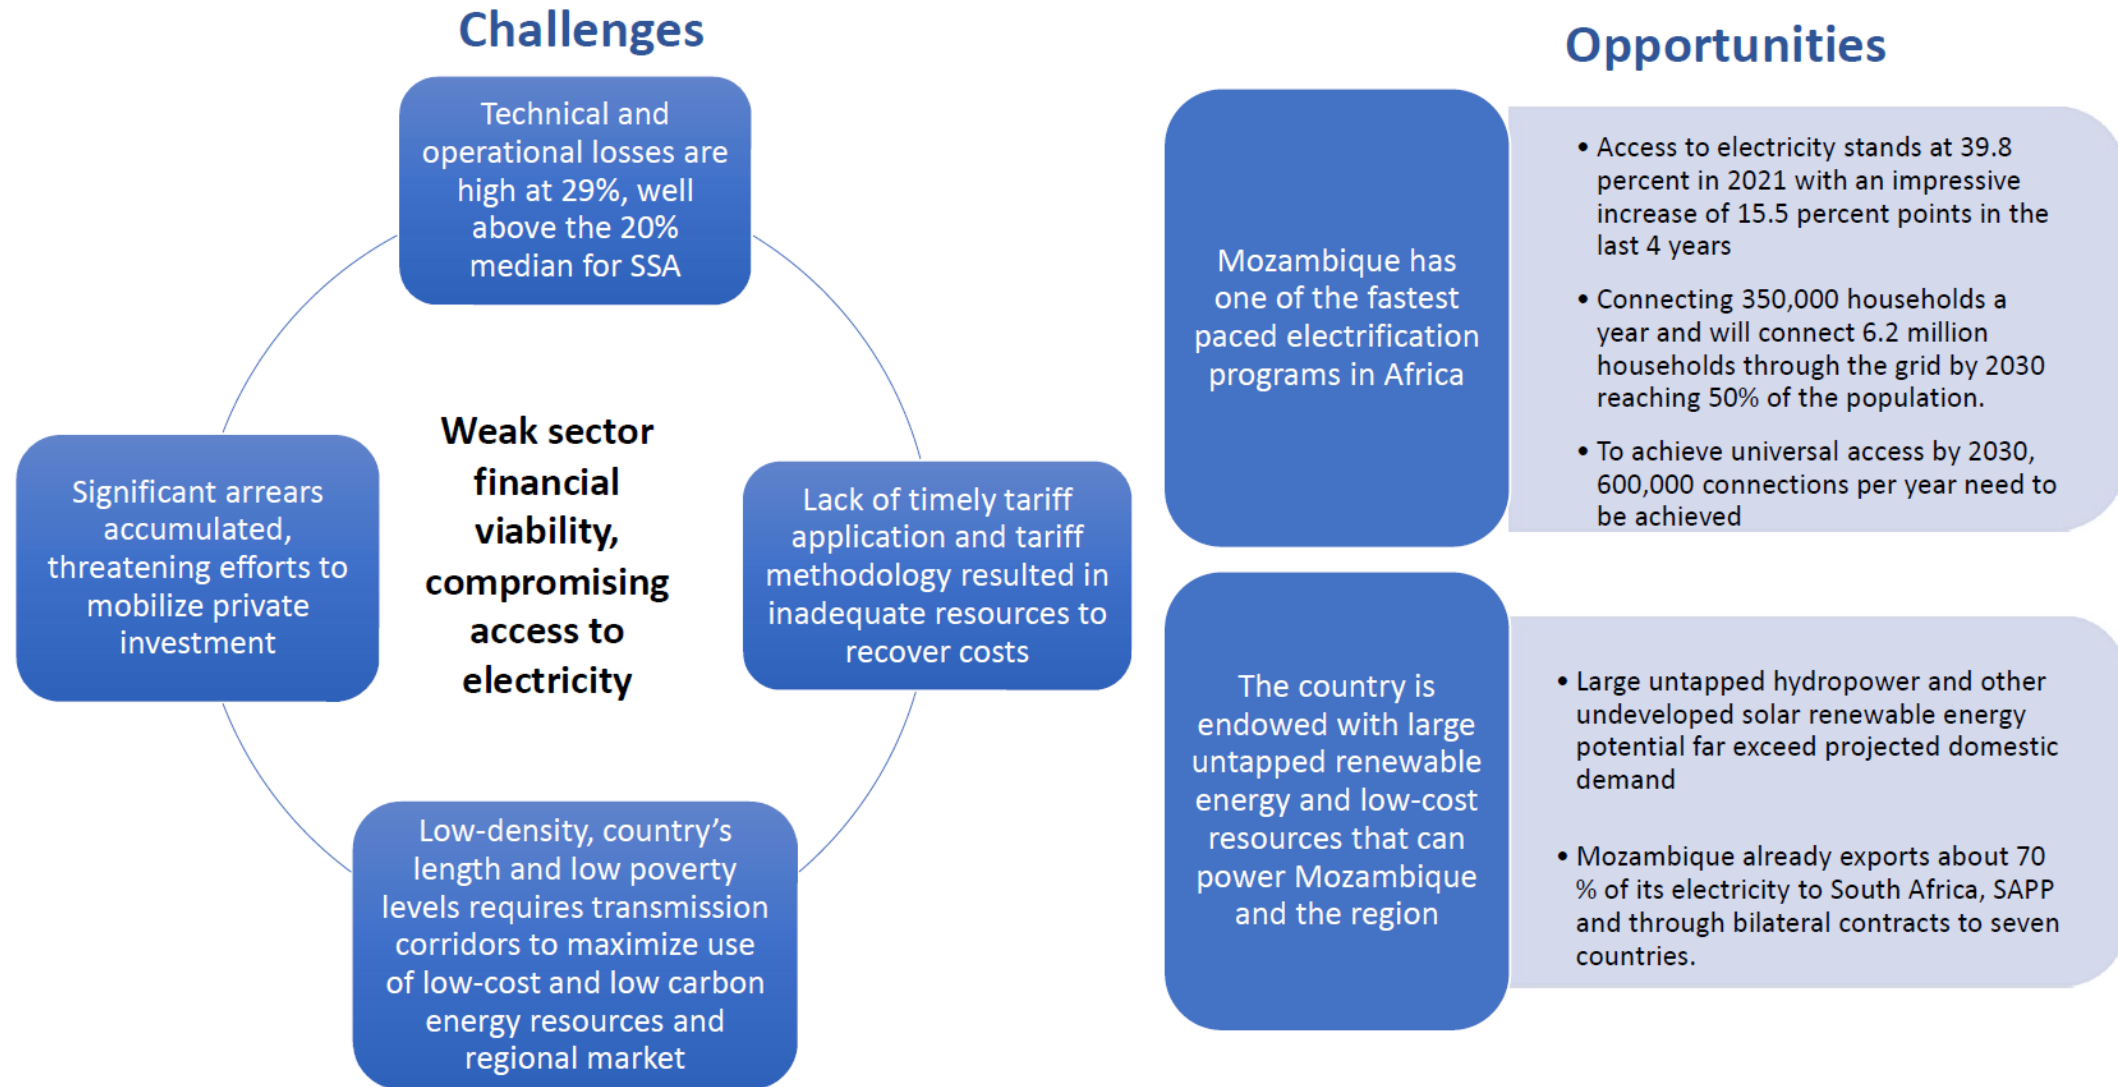 Challenges
Technical and
operational losses are
high at 29%, well
above the 20%
median for SSA
Significant arrears
accumulated,
threatening efforts to
mobilize private
investment
Weak sector
financial
viability,
compromising
access to
electricity
Lack of timely tariff
application and tariff
methodology resulted in
inadequate resources to
recover costs
Low-density, country’s
length and low poverty
levels requires transmission
corridors to maximize use
of low-cost and low carbon
energy resources and
regional market
Opportunities
Mozambique has
one of the fastest
paced electrification
programs in Africa
• Access to electricity stands at 39.8
percent in 2021 with an impressive
increase of 15.5 percent points in the
last 4 years
• Connecting 350,000 households a
year and will connect 6.2 million
households through the grid by 2030
reaching 50% of the population.
• To achieve universal access by 2030,
600,000 connections per year need to
be achieved
The country is
endowed with large
untapped renewable
energy and low-cost
resources that can
power Mozambique
and the region
• Large untapped hydropower and other
undeveloped solar renewable energy
potential far exceed projected domestic
demand
• Mozambique already exports about 70
% of its electricity to South Africa, SAPP
and through bilateral contracts to seven
countries.